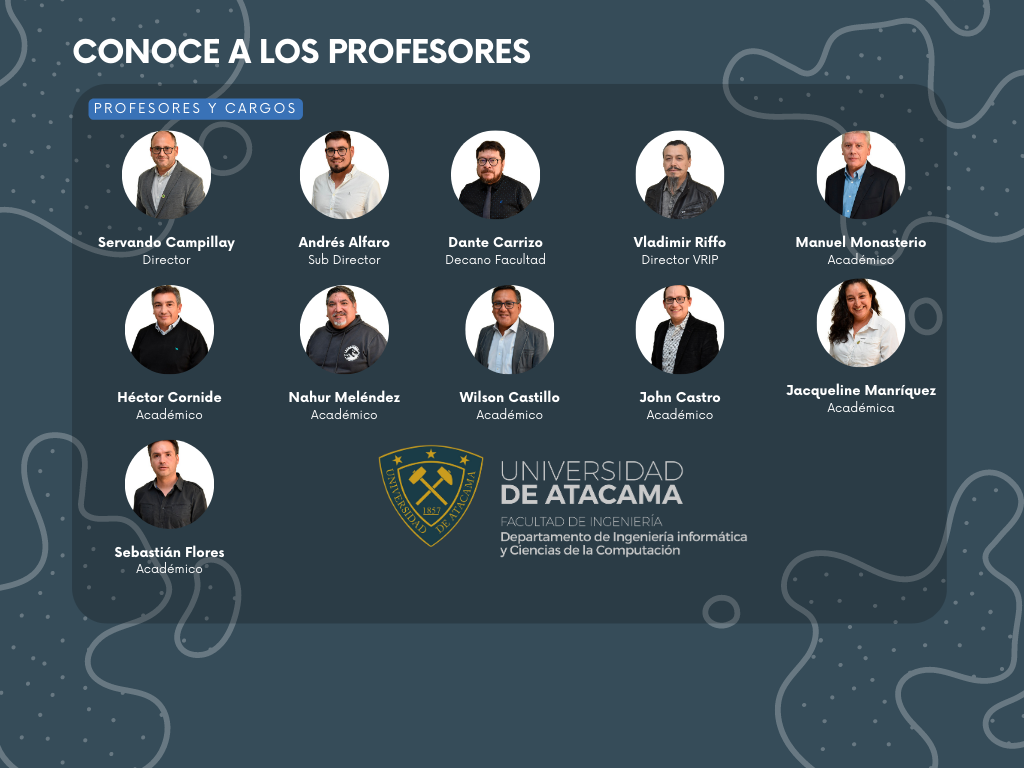 CONOCE A LOS PROFESORES
PROFESORES Y CARGOS
Servando Campillay
Director
Andrés Alfaro
Sub Director
Dante Carrizo
Decano Facultad
Vladimir Riffo
Director VRIP
Manuel Monasterio
Académico
Héctor Cornide
Académico
Nahur Meléndez
Académico
Wilson Castillo
Académico
John Castro
Académico
Jacqueline Manríquez
Académica
Sebastián Flores
Académico
UNIVERSIDAD DE ATACAMA
1857
UNIVERSIDAD
DE ATACAMA
FACULTAD DE INGENIERÍA
Departamento de Ingeniería informática
y Ciencias de la Computación